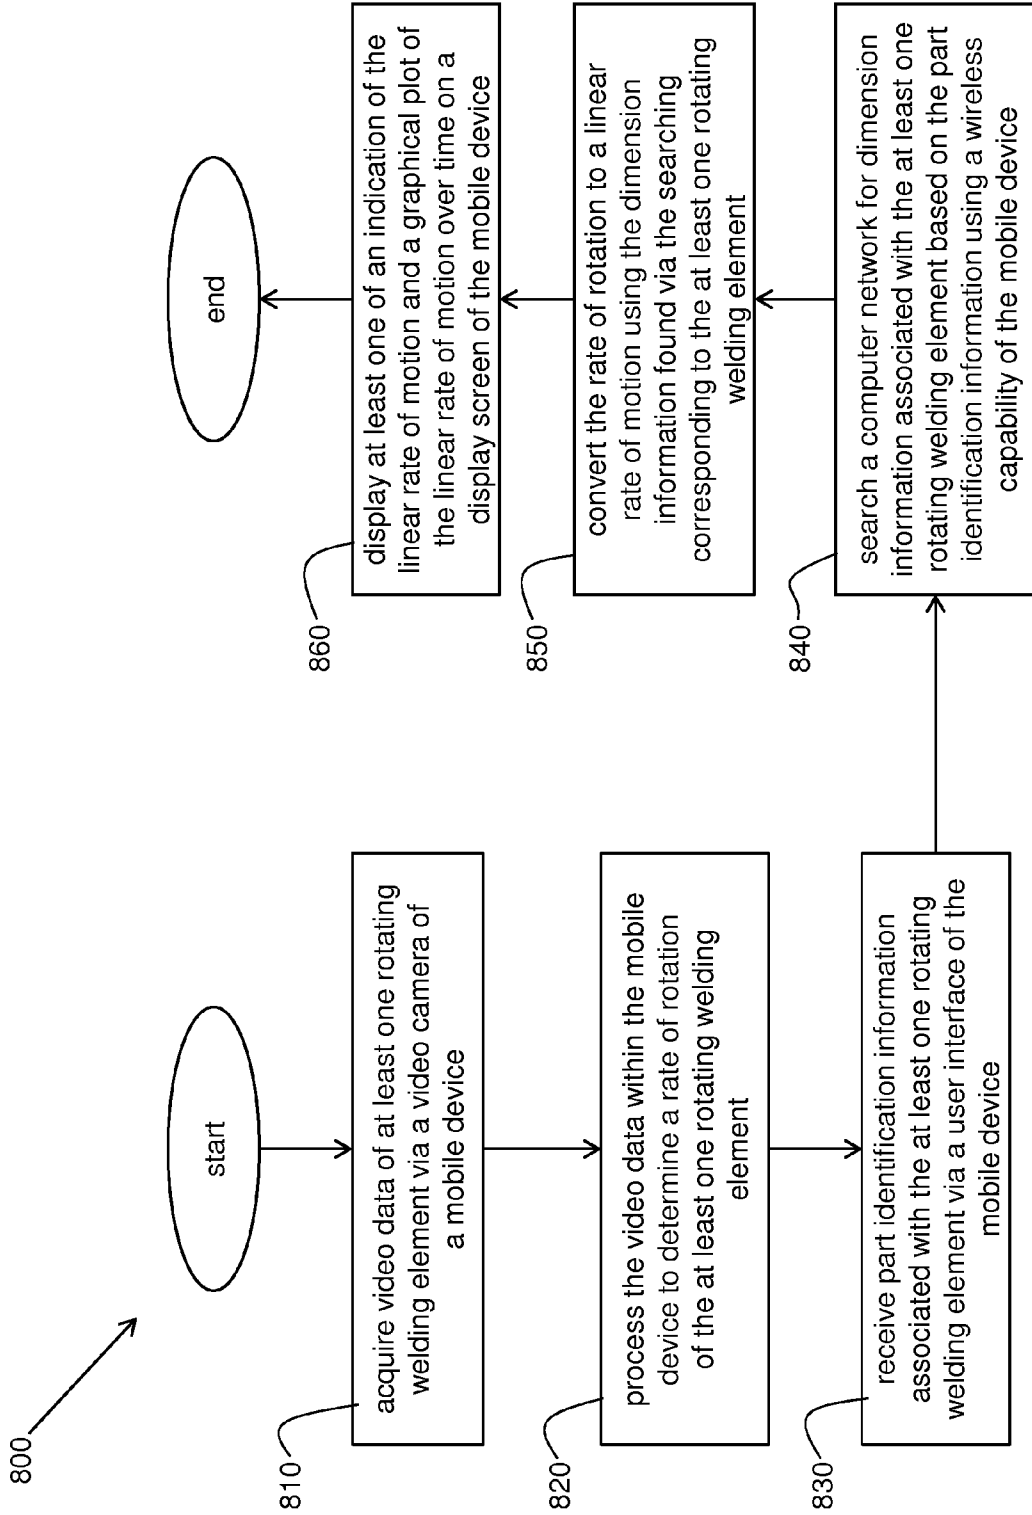 800
start
810
acquire video data of at least one rotating
welding element via a video camera of
a mobile device
820
process the video data within the mobile
device to determine a rate of rotation
of the at least one rotating welding
element
830
receive part identification information
associated with the at least one rotating
welding element via a user interface of the
mobile device
840
search a computer network for dimension
information associated with the at least one
rotating welding element based on the part
identification information using a wireless
capability of the mobile device
850
convert the rate of rotation to a linear
rate of motion using the dimension
information found via the searching
corresponding to the at least one rotating
welding element
860
display at least one of an indication of the
linear rate of motion and a graphical plot of
the linear rate of motion over time on a
display screen of the mobile device
end